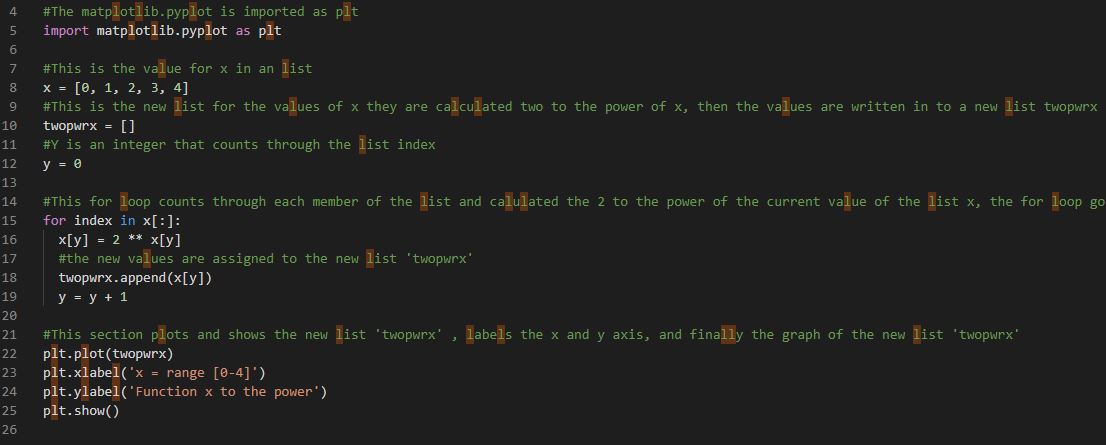 4 #The matplotlib.pyplot is imported as plt
5 import matplotlib.pyplot as plt
6
7 #This is the value for x in an list
8 x = [0, 1, 2, 3, 4]
9 #This is the new list for the values of x they are calculated two to the power of x, then the values are written in to a new list twopwrx
10 twopwrx = []
11 #Y is an integer that counts through the list index
12 y = 0
13
14 #This for loop counts through each member of the list and calulated the 2 to the power of the current value of the list x, the for loop go
15 for index in x[:]:
16 x[y] = 2 ** x[y]
17 #the new values are assigned to the new list 'twopwrx'
18 twopwrx.append(x[y])
19 y = y + 1
20
21 #This section plots and shows the new list 'twopwrx' , labels the x and y axis, and finally the graph of the new list 'twopwrx'
22 plt.plot(twopwrx)
23 plt.xlabel('x = range [0-4]')
24 plt.ylabel('Function x to the power')
25 plt.show()
26